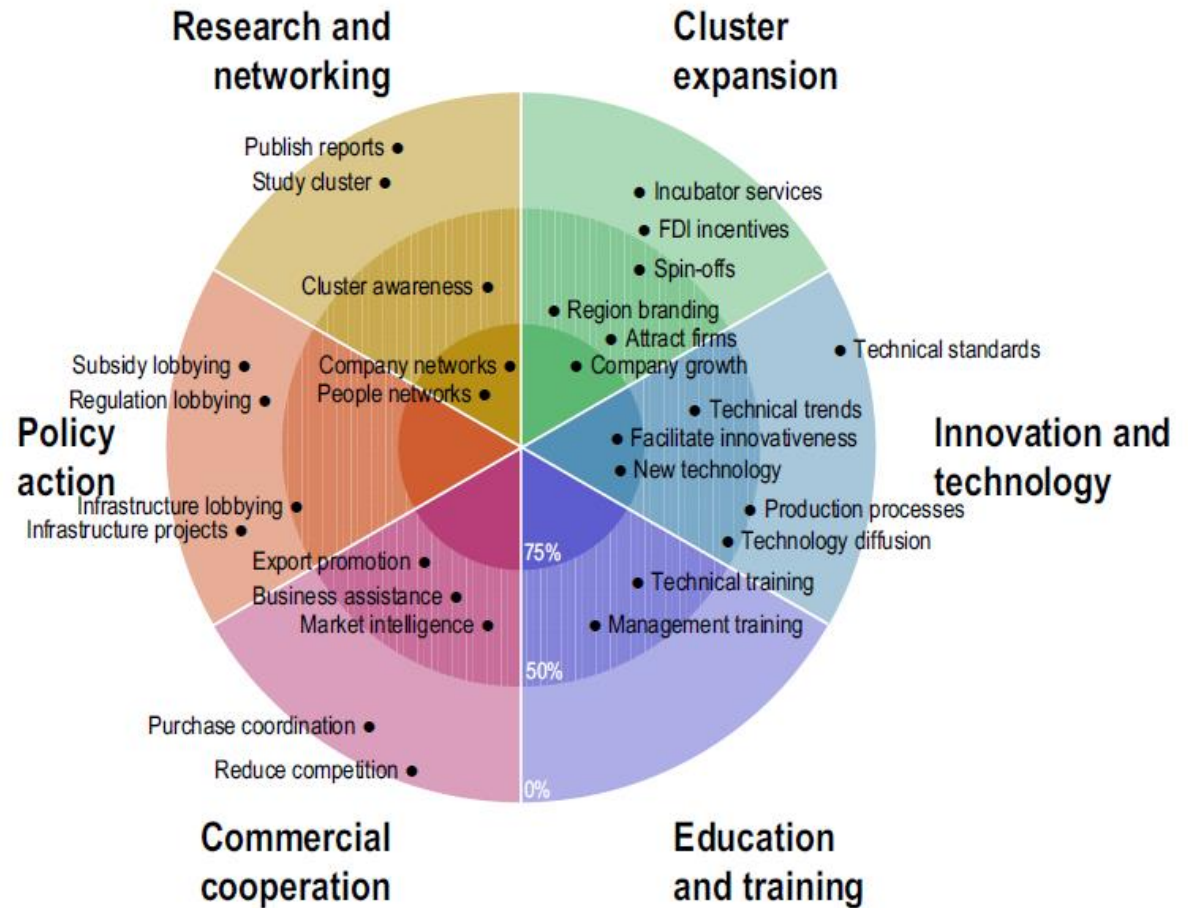 Research and
networking
Cluster
expansion
Publish reports
Study cluster
Incubator services
FDI incentives
Spin-offs
Cluster awareness
Region branding
Attract firms
Company growth
Company networks
People networks
Technical standards
Subsidy lobbying
Regulation lobbying
Policy
action
Technical trends
Facilitate innovativeness
New technology
Innovation and
technology
Infrastructure lobbying
Infrastructure projects
Production processes
Technology diffusion
Export promotion
Business assistance
Market intelligence
75%
Technical training
Management training
50%
Purchase coordination
Reduce competition
0%
Commercial
cooperation
Education
and training